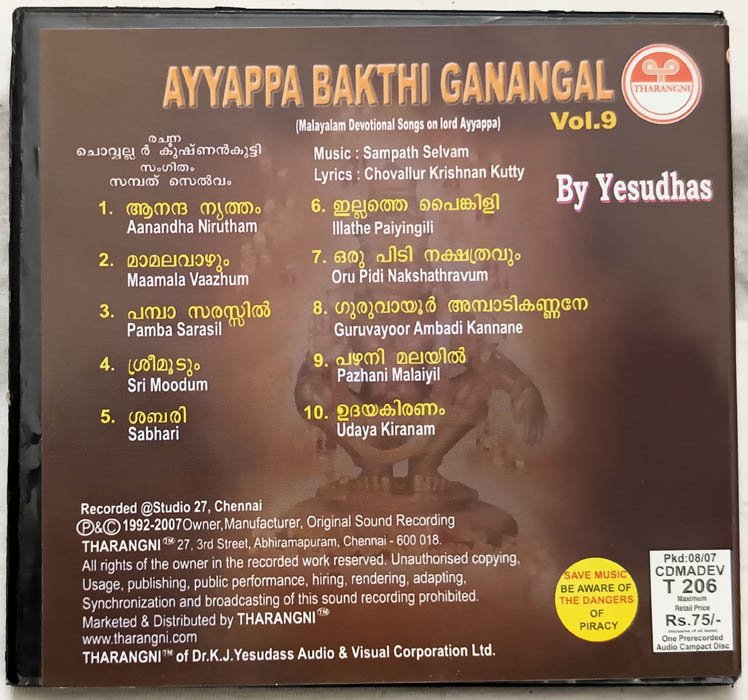 AYYAPPA BAKTHI GANANGAL
(Malayalam Devotional Songs on lord Ayyappa)
Vol.9
THARANGNI
രചന
ചൊവ്വല്ല ർ കൃഷ്ണൻകുട്ടി
സംഗീതം
സമ്പത് സെൽവം
Music : Sampath Selvam
Lyrics : Chovallur Krishnan Kutty
By Yesudhas
1. ആനന്ദ നൃത്തം
Aanandha Nirutham
2. മാമലവാഴും
Maamala Vaazhum
3. പമ്പാ സരസ്സിൽ
Pamba Sarasil
4. ശ്രീമൂടും
Sri Moodum
5. ശബരി
Sabhari
6. ഇല്ലത്തെ പൈങ്കിളി
Illathe Paiyingili
7. ഒരു പിടി നക്ഷത്രവും
Oru Pidi Nakshathravum
8. ഗുരുവായൂർ അമ്പാടികണ്ണനേ
Guruvayoor Ambadi Kannane
9. പഴനി മലയിൽ
Pazhani Malaiyil
10. ഉദയകിരണം
Udaya Kiranam
Recorded @Studio 27, Chennai
Ⓟ&© 1992-2007 Owner, Manufacturer, Original Sound Recording
THARANGNI™ 27, 3rd Street, Abhiramapuram, Chennai - 600 018.
All rights of the owner in the recorded work reserved. Unauthorised copying,
Usage, publishing, public performance, hiring, rendering, adapting,
Synchronization and broadcasting of this sound recording prohibited.
Marketed & Distributed by THARANGNI™
www.tharangni.com
THARANGNI™ of Dr.K.J.Yesudass Audio & Visual Corporation Ltd.
SAVE MUSIC
BE AWARE OF
THE DANGERS
OF
PIRACY
Pkd:08/07
CDMADEV
T 206
Maximum
Retail Price
Rs.75/-
(Inclusive of all taxes)
One Prerecorded
Audio Compact Disc